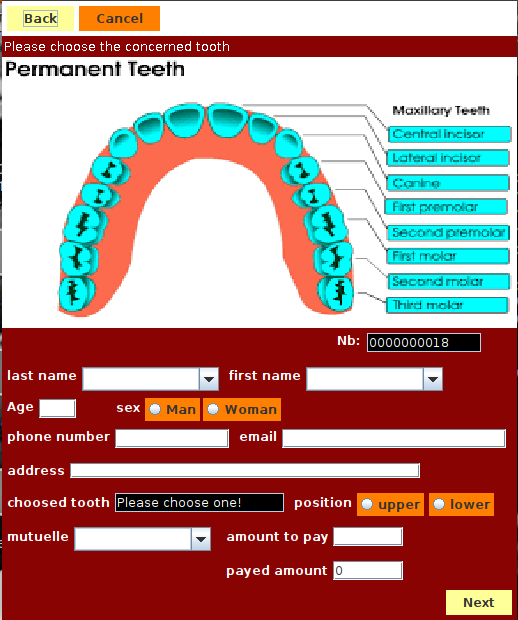 Back Cancel
Please choose the concerned tooth
Permanent Teeth
Maxillary Teeth
Central incisor
Lateral incisor
Canine
First premolar
Second premolar
First molar
Second molar
Third molar
Nb: 0000000018
last name first name
Age sex Man Woman
phone number email
address
choosed tooth Please choose one! position upper lower
mutuelle amount to pay
payed amount 0
Next